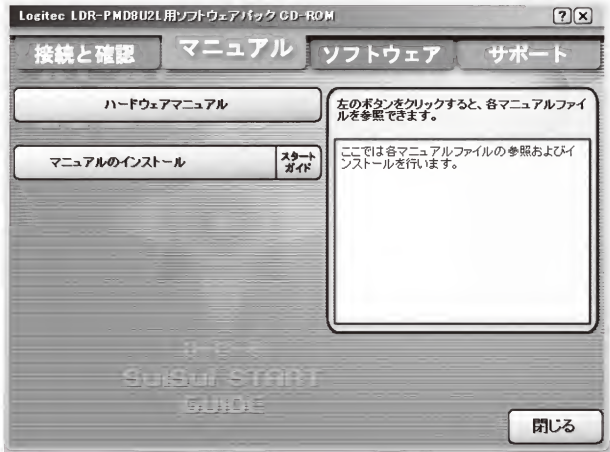 Logitec LDR-PMD8U2L用ソフトウェアパック CD-ROM
接続と確認
マニュアル
ソフトウェア
サポート
ハードウェアマニュアル
マニュアルのインストール
スタート
ガイド
左のボタンをクリックすると、各マニュアルファイ
ルを参照できます。
ここでは各マニュアルファイルの参照およびイ
ンストールを行います。
SuiSui START
GUIDE
閉じる